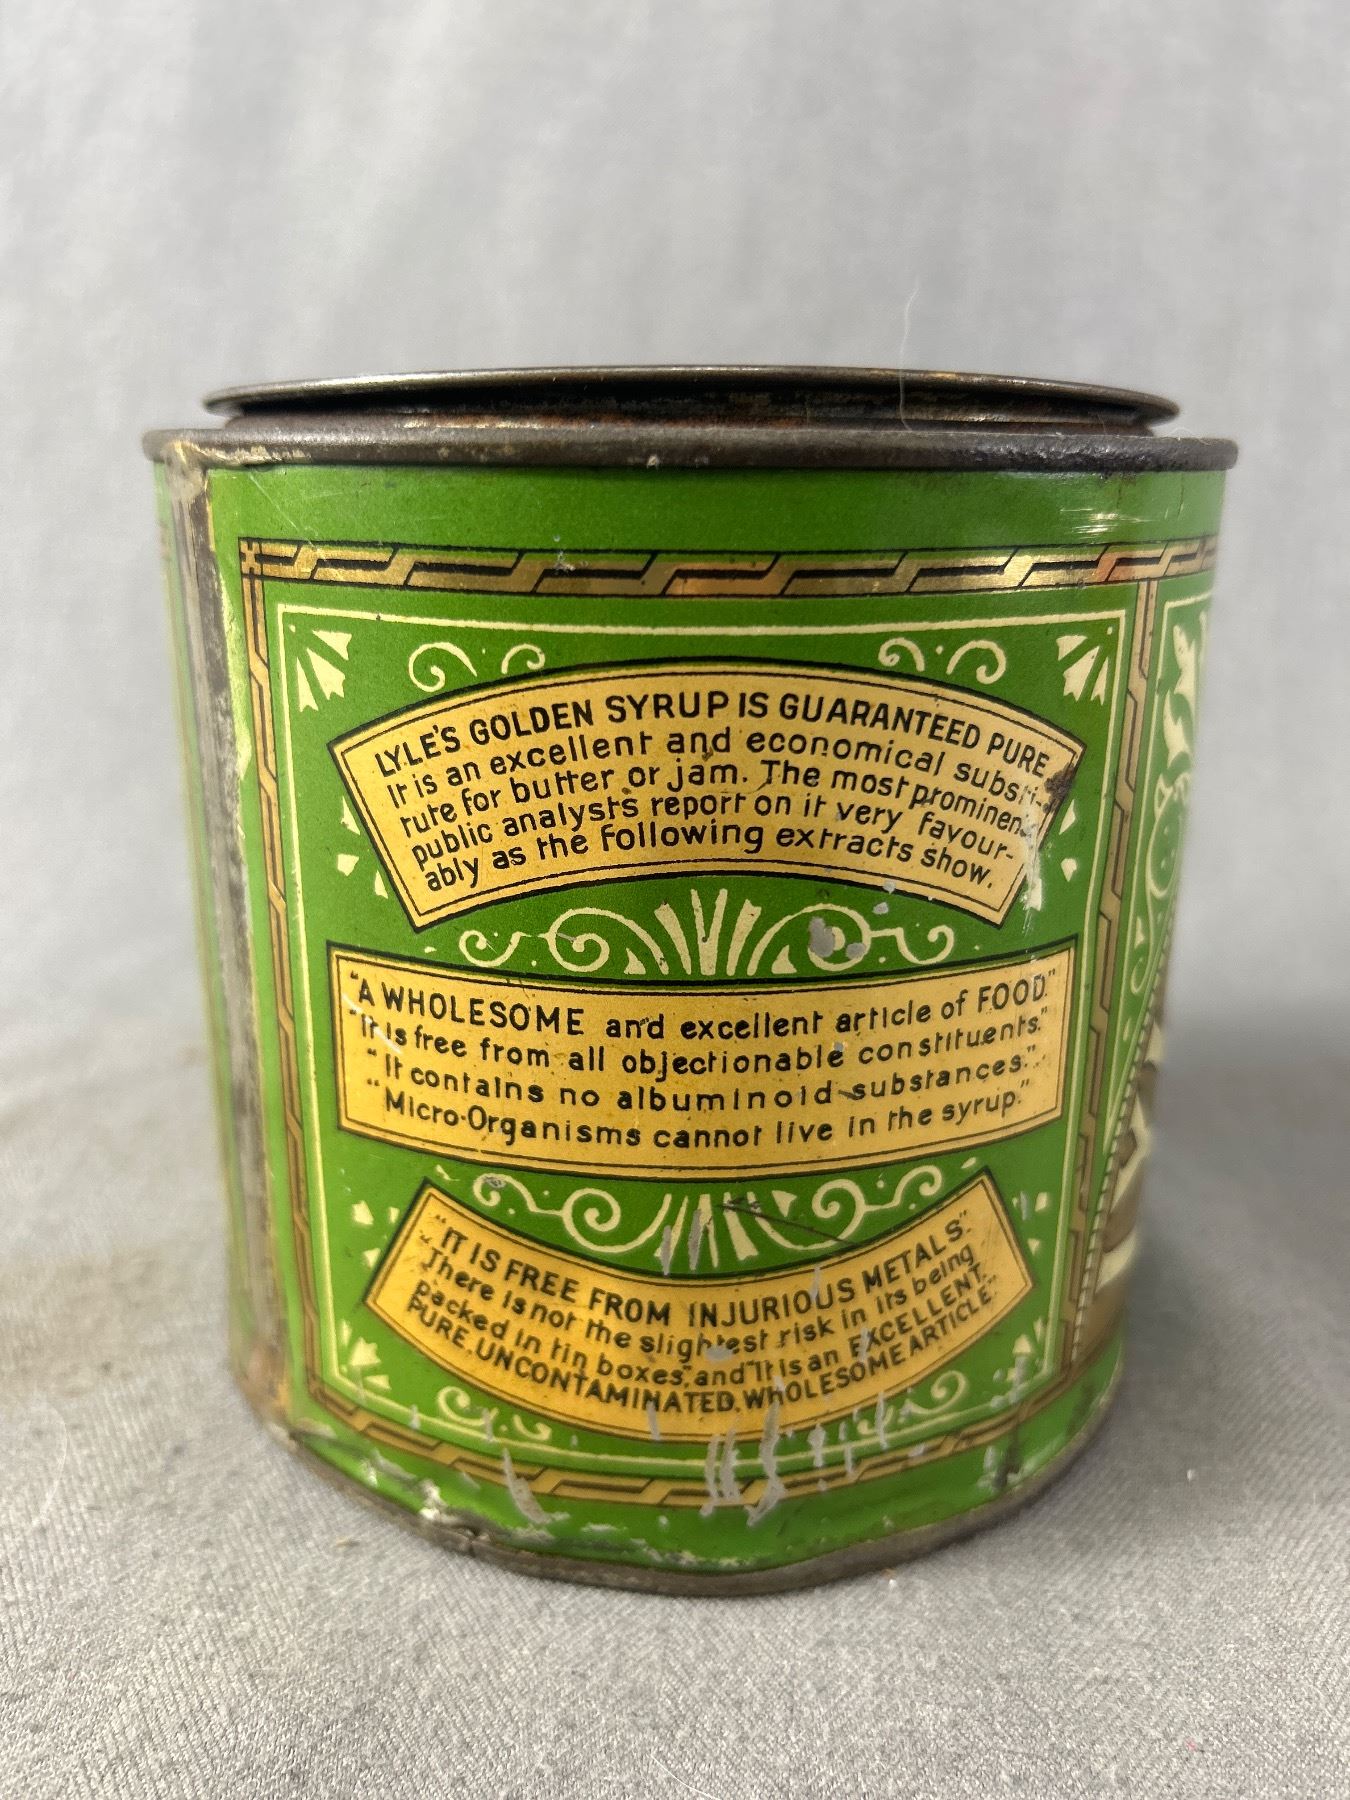 LYLE'S GOLDEN SYRUP IS GUARANTEED PURE
It is an excellent and economical substi-
tute for butter or jam. The most prominent
public analysts report on it very favour-
ably as the following extracts show.
"A WHOLESOME and excellent article of FOOD."
"It is free from all objectionable constituents."
"It contains no albuminoid substances."
"Micro-Organisms cannot live in the syrup."
"IT IS FREE FROM INJURIOUS METALS."
"There is not the slightest risk in its being
packed in tin boxes," and "It is an EXCELLENT,
PURE, UNCONTAMINATED, WHOLESOME ARTICLE."